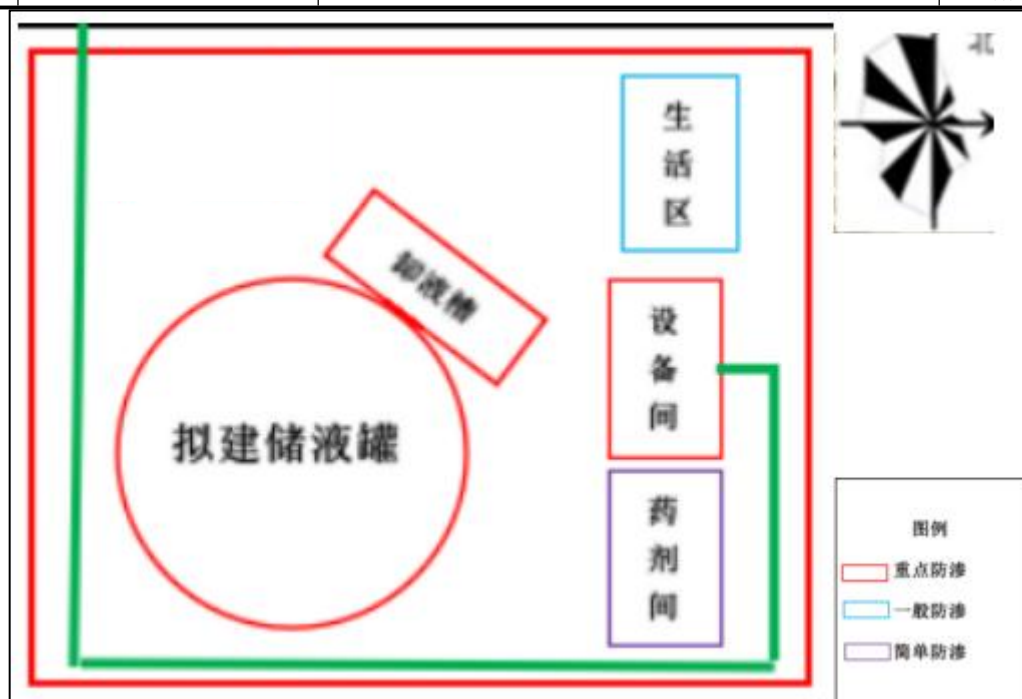 北
生活区
卸液槽
设备间
拟建储液罐
药剂间
图例
重点防渗
一般防渗
简单防渗